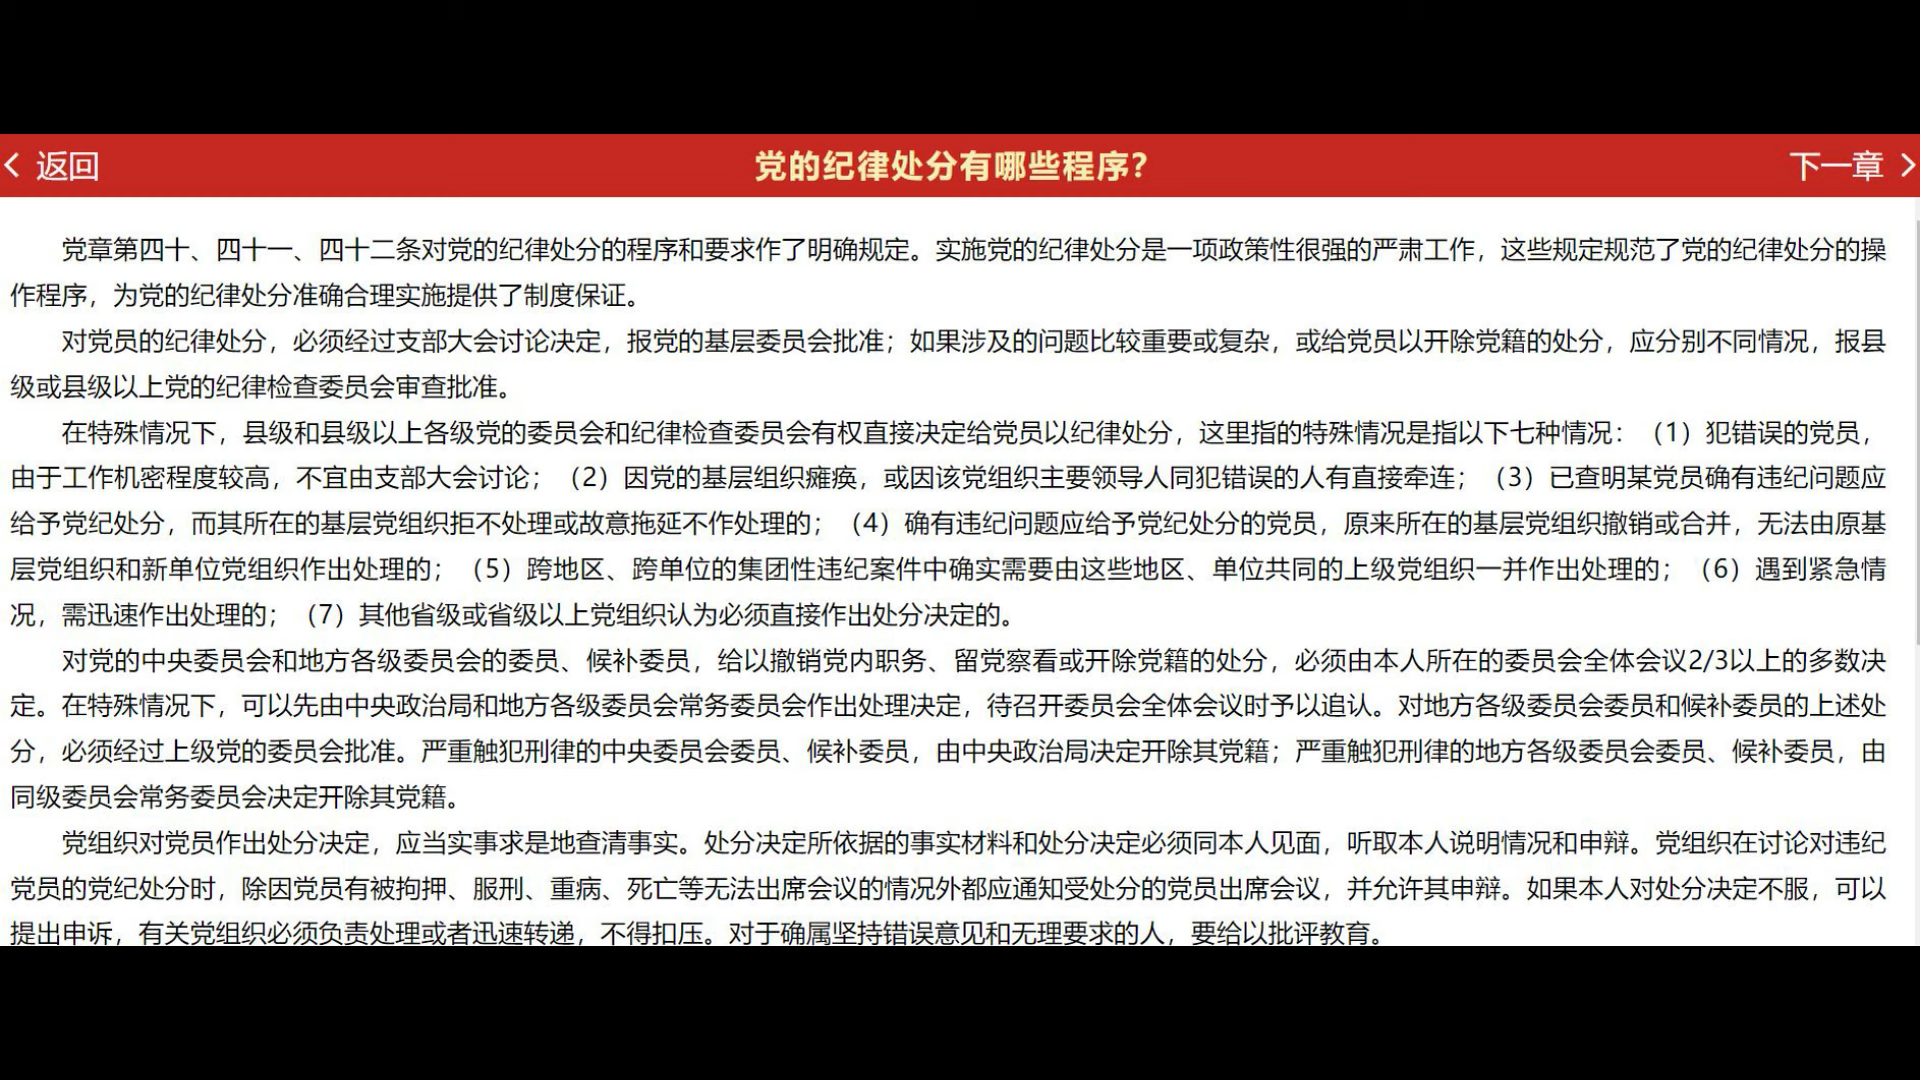 返回
党的纪律处分有哪些程序?
下一章
党章第四十、四十一、四十二条对党的纪律处分的程序和要求作了明确规定。实施党的纪律处分是一项政策性很强的严肃工作，这些规定规范了党的纪律处分的操
作程序，为党的纪律处分准确合理实施提供了制度保证。
对党员的纪律处分，必须经过支部大会讨论决定，报党的基层委员会批准；如果涉及的问题比较重要或复杂，或给党员以开除党籍的处分，应分别不同情况，报县
级或县级以上党的纪律检查委员会审查批准。
在特殊情况下，县级和县级以上各级党的委员会和纪律检查委员会有权直接决定给党员以纪律处分，这里指的特殊情况是指以下七种情况：（1）犯错误的党员，
由于工作机密程度较高，不宜由支部大会讨论；（2）因党的基层组织瘫痪，或因该党组织主要领导人同犯错误的人有直接牵连；（3）已查明某党员确有违纪问题应
给予党纪处分，而其所在的基层党组织拒不处理或故意拖延不作处理的；（4）确有违纪问题应给予党纪处分的党员，原来所在的基层党组织撤销或合并，无法由原基
层党组织和新单位党组织作出处理的；（5）跨地区、跨单位的集团性违纪案件中确实需要由这些地区、单位共同的上级党组织一并作出处理的；（6）遇到紧急情
况，需迅速作出处理的；（7）其他省级或省级以上党组织认为必须直接作出处分决定的。
对党的中央委员会和地方各级委员会的委员、候补委员，给以撤销党内职务、留党察看或开除党籍的处分，必须由本人所在的委员会全体会议2/3以上的多数决
定。在特殊情况下，可以先由中央政治局和地方各级委员会常务委员会作出处理决定，待召开委员会全体会议时予以追认。对地方各级委员会委员和候补委员的上述处
分，必须经过上级党的委员会批准。严重触犯刑律的中央委员会委员、候补委员，由中央政治局决定开除其党籍；严重触犯刑律的地方各级委员会委员、候补委员，由
同级委员会常务委员会决定开除其党籍。
党组织对党员作出处分决定，应当实事求是地查清事实。处分决定所依据的事实材料和处分决定必须同本人见面，听取本人说明情况和申辩。党组织在讨论对违纪
党员的党纪处分时，除因党员有被拘押、服刑、重病、死亡等无法出席会议的情况外都应通知受处分的党员出席会议，并允许其申辩。如果本人对处分决定不服，可以
提出申诉，有关党组织必须负责处理或者迅速转递，不得扣压。对于确属坚持错误意见和无理要求的人，要给以批评教育。